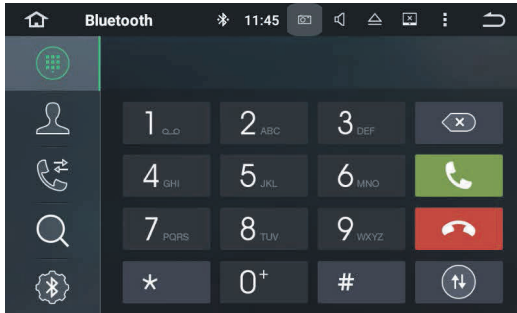 Bluetooth 11:45
1 2 ABC 3 DEF
4 GHI 5 JKL 6 MNO
7 PQRS 8 TUV 9 WXYZ
* 0+ #